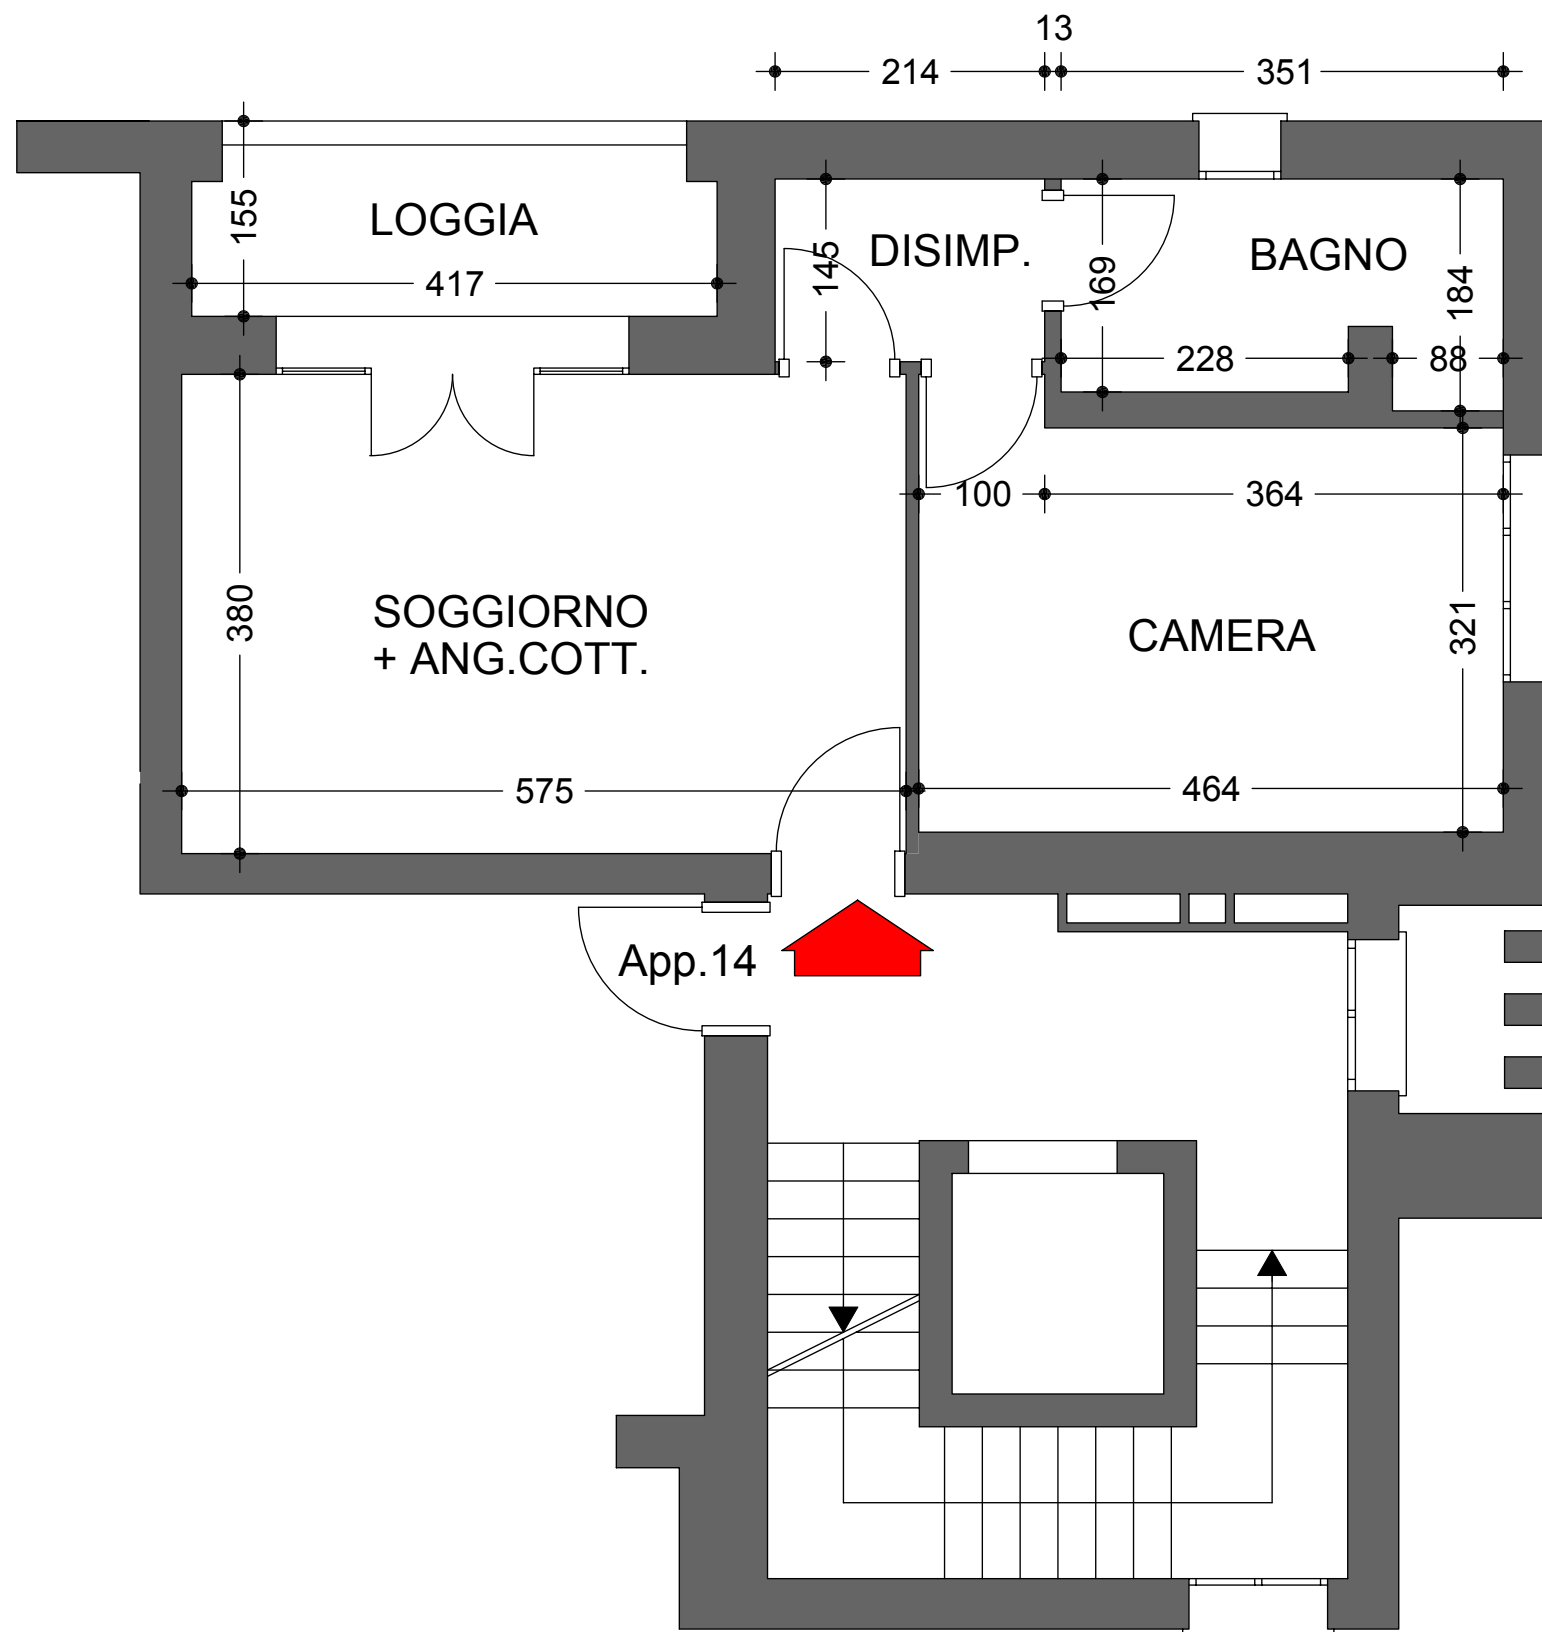 13
214
351
155
LOGGIA
417
145
DISIMP.
169
BAGNO
184
228
88
100
364
380
SOGGIORNO
+ ANG.COTT.
CAMERA
321
575
464
App.14